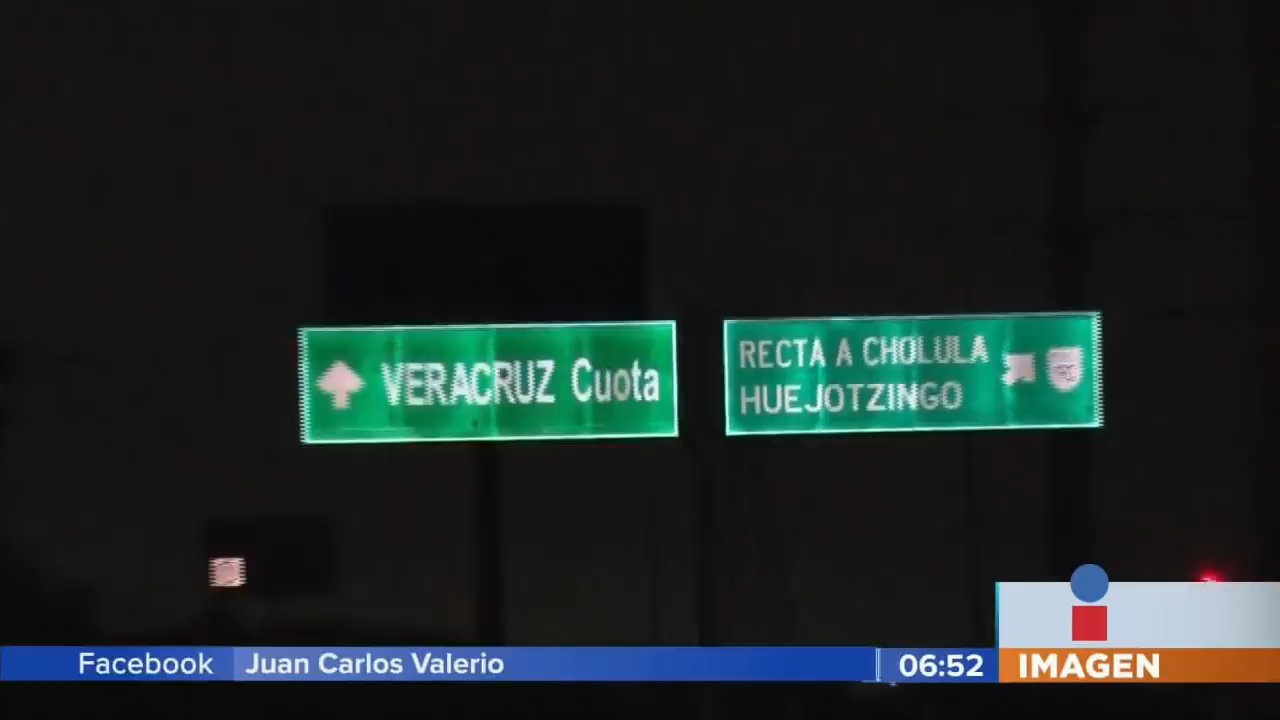 VERACRUZ Cuota
RECTA A CHOLULA
HUEJOTZINGO
Facebook Juan Carlos Valerio 06:52 IMAGEN